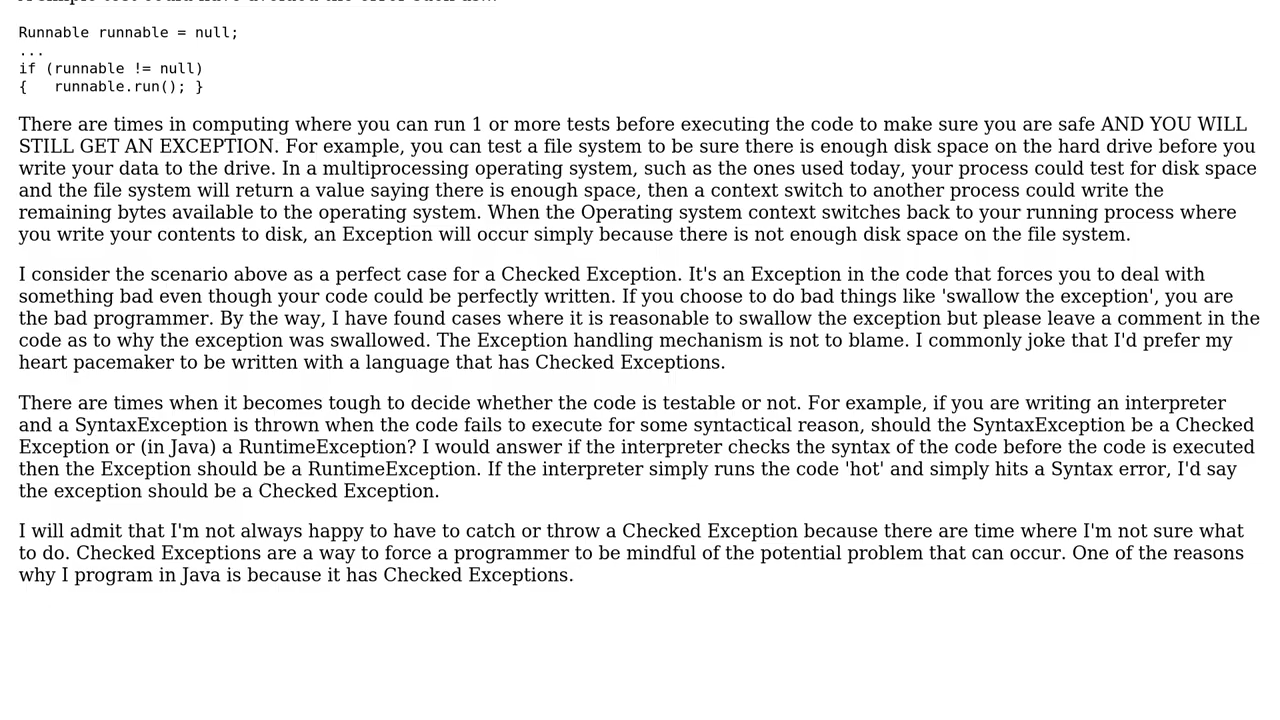 Runnable runnable = null;
...
if (runnable != null)
{   runnable.run(); }
There are times in computing where you can run 1 or more tests before executing the code to make sure you are safe AND YOU WILL
STILL GET AN EXCEPTION. For example, you can test a file system to be sure there is enough disk space on the hard drive before you
write your data to the drive. In a multiprocessing operating system, such as the ones used today, your process could test for disk space
and the file system will return a value saying there is enough space, then a context switch to another process could write the
remaining bytes available to the operating system. When the Operating system context switches back to your running process where
you write your contents to disk, an Exception will occur simply because there is not enough disk space on the file system.
I consider the scenario above as a perfect case for a Checked Exception. It's an Exception in the code that forces you to deal with
something bad even though your code could be perfectly written. If you choose to do bad things like 'swallow the exception', you are
the bad programmer. By the way, I have found cases where it is reasonable to swallow the exception but please leave a comment in the
code as to why the exception was swallowed. The Exception handling mechanism is not to blame. I commonly joke that I'd prefer my
heart pacemaker to be written with a language that has Checked Exceptions.
There are times when it becomes tough to decide whether the code is testable or not. For example, if you are writing an interpreter
and a SyntaxException is thrown when the code fails to execute for some syntactical reason, should the SyntaxException be a Checked
Exception or (in Java) a RuntimeException? I would answer if the interpreter checks the syntax of the code before the code is executed
then the Exception should be a RuntimeException. If the interpreter simply runs the code 'hot' and simply hits a Syntax error, I'd say
the exception should be a Checked Exception.
I will admit that I'm not always happy to have to catch or throw a Checked Exception because there are time where I'm not sure what
to do. Checked Exceptions are a way to force a programmer to be mindful of the potential problem that can occur. One of the reasons
why I program in Java is because it has Checked Exceptions.